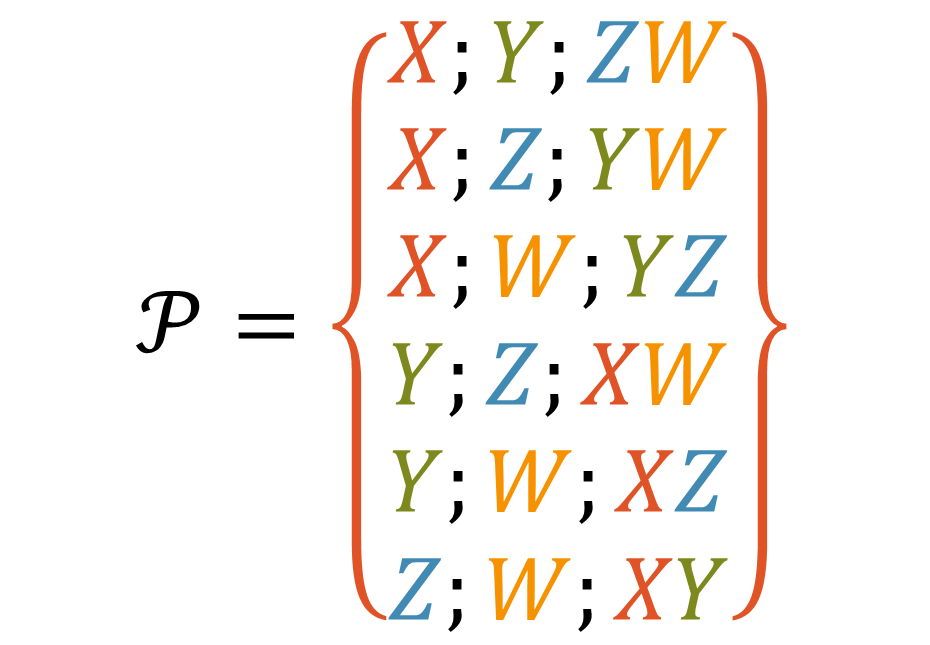 X; Y; ZW
X; Z; YW
X; W; YZ
𝒫 =
Y; Z; XW
Y; W; XZ
Z; W; XY